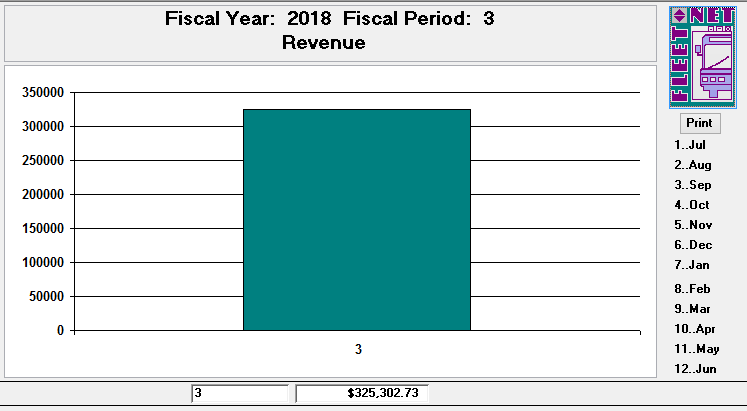 Fiscal Year: 2018 Fiscal Period: 3
Revenue
FLEET NET
350000
300000
250000
200000
150000
100000
50000
0
3
Print
1..Jul
2..Aug
3..Sep
4..Oct
5..Nov
6..Dec
7..Jan
8..Feb
9..Mar
10..Apr
11..May
12..Jun
3 $325,302.73